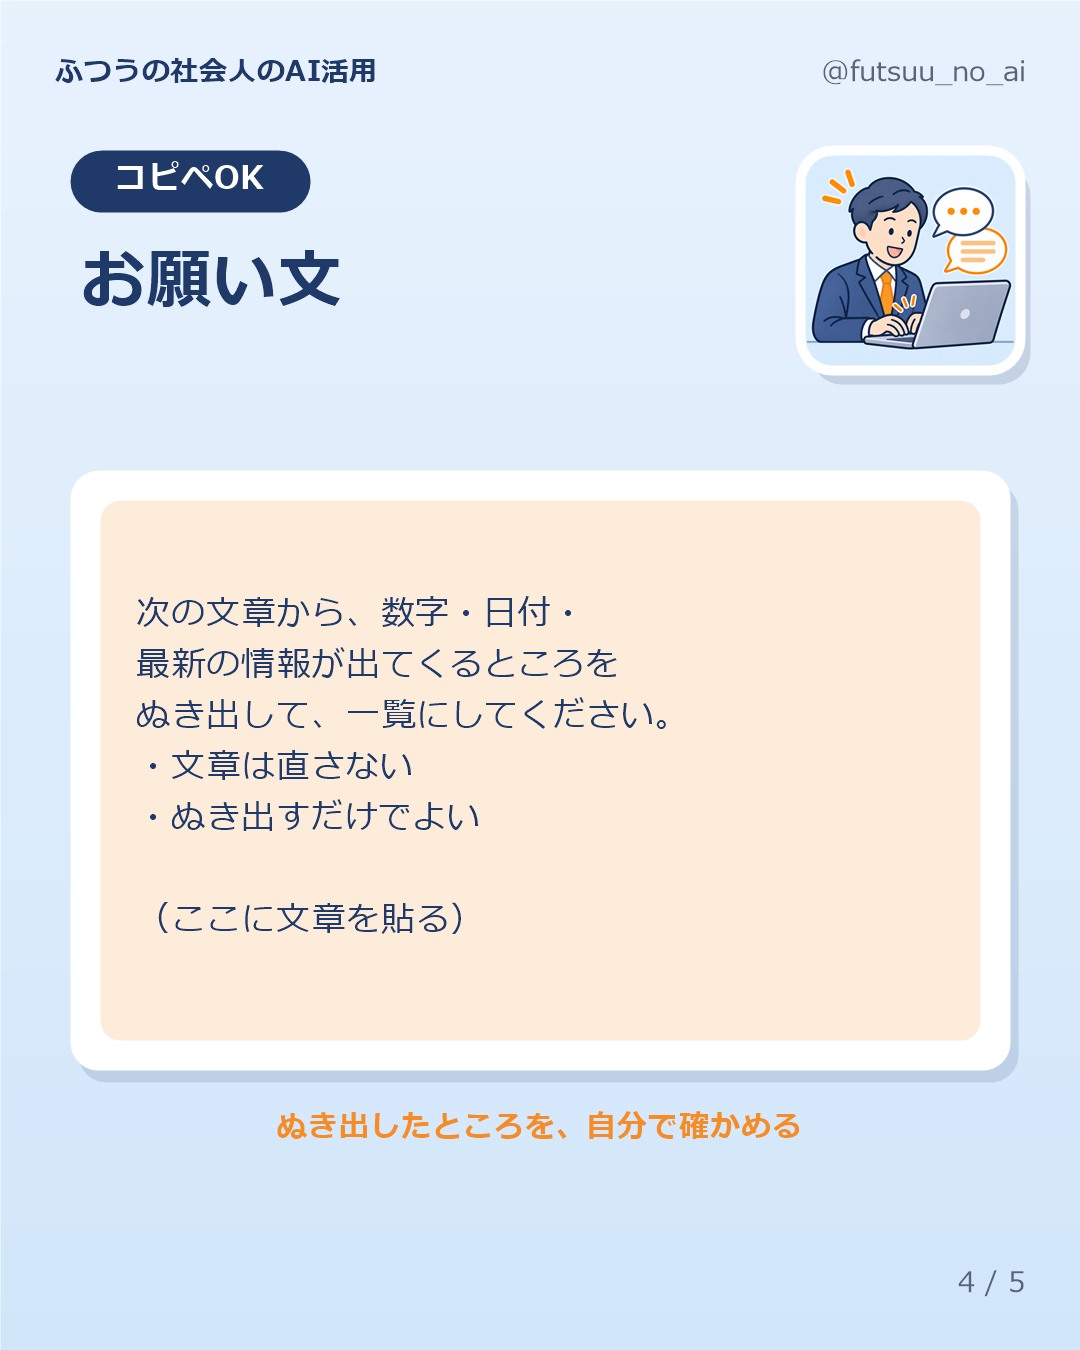 ふつうの社会人のAI活用
@futsuu_no_ai
コピペOK
お願い文
次の文章から、数字・日付・
最新の情報が出てくるところを
ぬき出して、一覧にしてください。
・文章は直さない
・ぬき出すだけでよい
（ここに文章を貼る）
ぬき出したところを、自分で確かめる
4 / 5